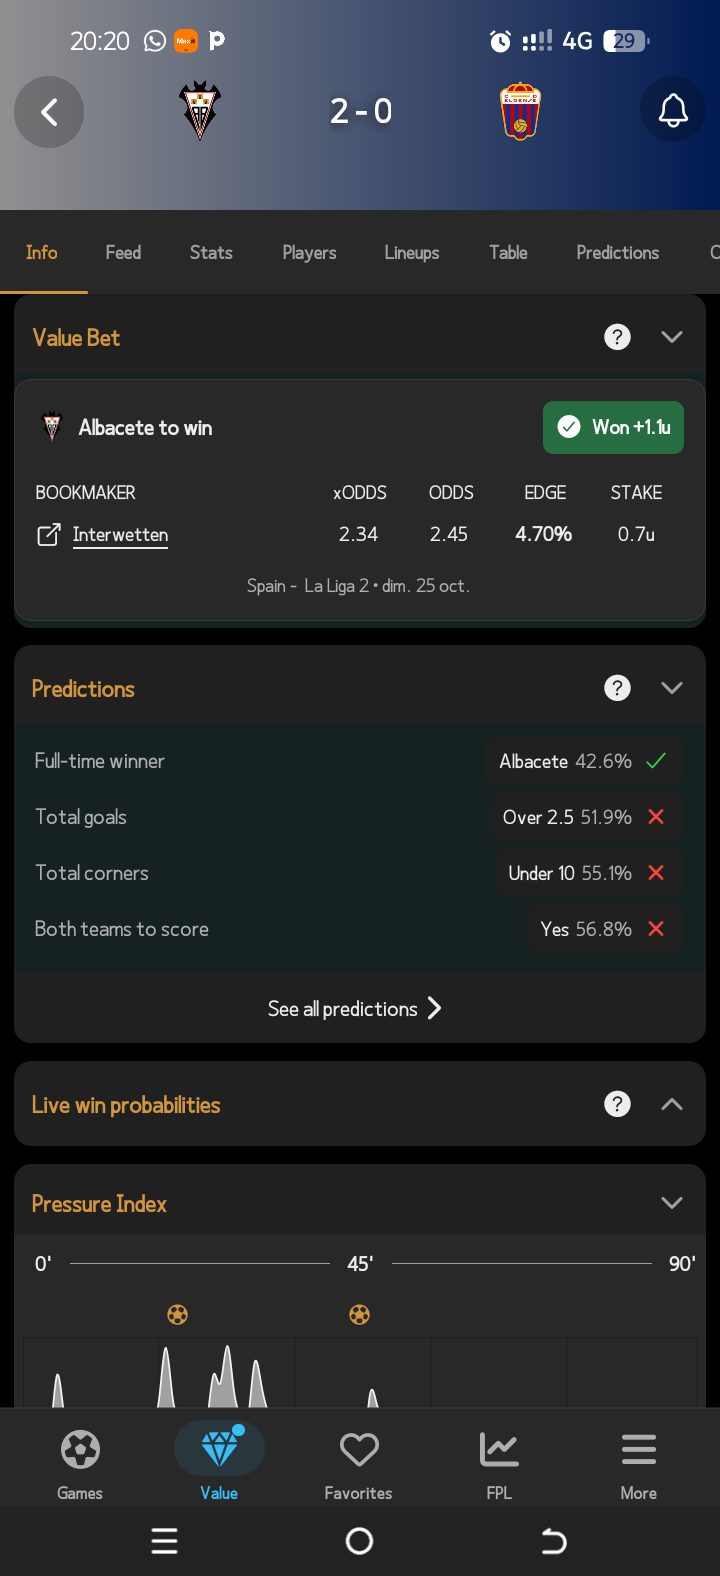 20:20
4G
29
2 - 0
Info Feed Stats Players Lineups Table Predictions
Value Bet ?
Albacete to win Won +1.1u
BOOKMAKER xODDS ODDS EDGE STAKE
Interwetten 2.34 2.45 4.70% 0.7u
Spain - La Liga 2 • dim. 25 oct.
Predictions ?
Full-time winner Albacete 42.6%
Total goals Over 2.5 51.9%
Total corners Under 10 55.1%
Both teams to score Yes 56.8%
See all predictions
Live win probabilities ?
Pressure Index
0' 45' 90'
Games Value Favorites FPL More